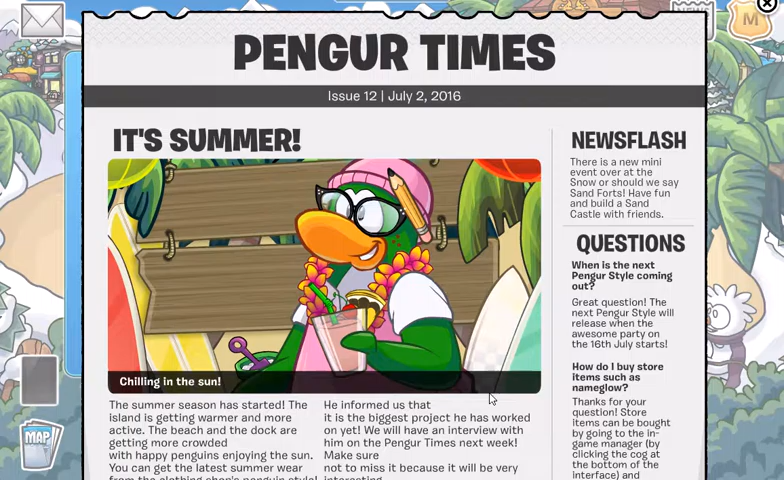 NEWS
M
PENGUR TIMES
Issue 12 | July 2, 2016
IT'S SUMMER!
Chilling in the sun!
The summer season has started! The
island is getting warmer and more
active. The beach and the dock are
getting more crowded
with happy penguins enjoying the sun.
You can get the latest summer wear
from the clothing shop's penguin style!
He informed us that
it is the biggest project he has worked
on yet! We will have an interview with
him on the Pengur Times next week!
Make sure
not to miss it because it will be very
interesting.
NEWSFLASH
There is a new mini
event over at the
Snow or should we say
Sand Forts! Have fun
and build a Sand
Castle with friends.
QUESTIONS
When is the next
Pengur Style coming
out?
Great question! The
next Pengur Style will
release when the
awesome party on
the 16th July starts!
How do I buy store
items such as
nameglow?
Thanks for your
question! Store
items can be bought
by going to the in-
game manager (by
clicking the cog at
the bottom of the
interface) and
MAP